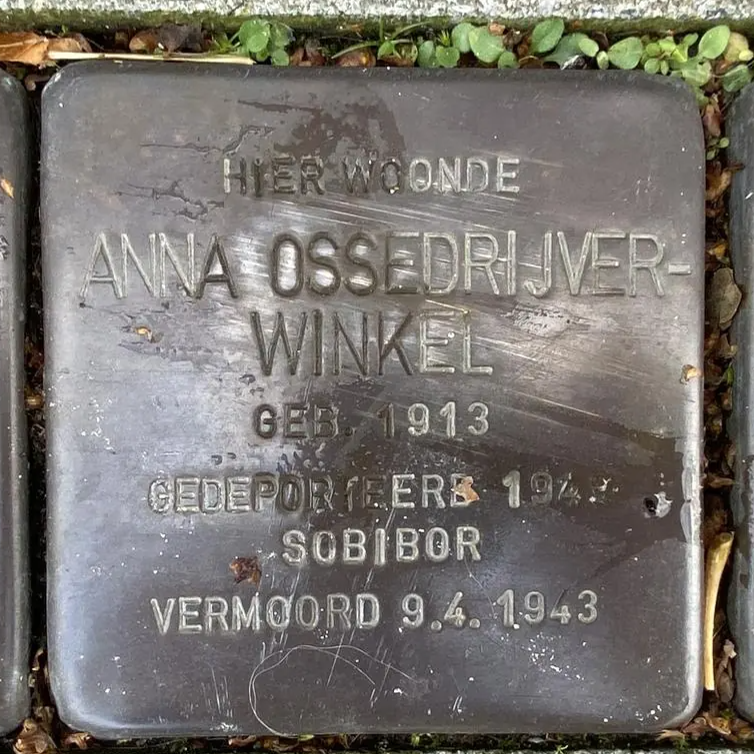 HIER WOONDE
ANNA OSSEDRIJVER-
WINKEL
GEB. 1913
GEDEPORTEERD
SOBIBOR
VERMOORD 9.4.1943